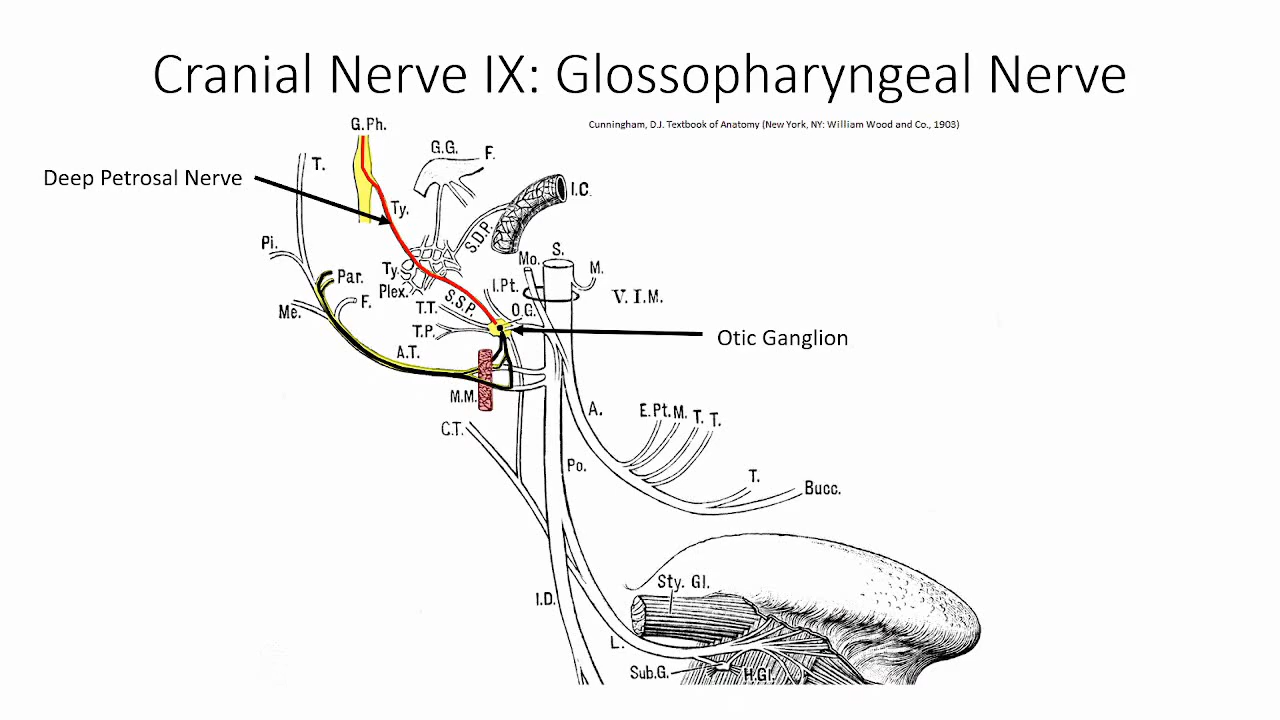 Cranial Nerve IX: Glossopharyngeal Nerve
Cunningham, D.J. Textbook of Anatomy (New York, NY: William Wood and Co., 1903)
G.Ph.
G.G.
F.
T.
Deep Petrosal Nerve
I.C.
Ty.
S.D.P.
Pi.
S.
Mo.
M.
Ty.
Plex.
Par.
I.Pt.
V. I.M.
S.S.P.
F.
Me.
T.T.
O.G.
T.P.
Otic Ganglion
A.T.
M.M.
A.
E.Pt.
M.
T.
T.
C.T.
Po.
T.
Bucc.
Sty. Gl.
I.D.
L.
Sub.G.
H.Gl.